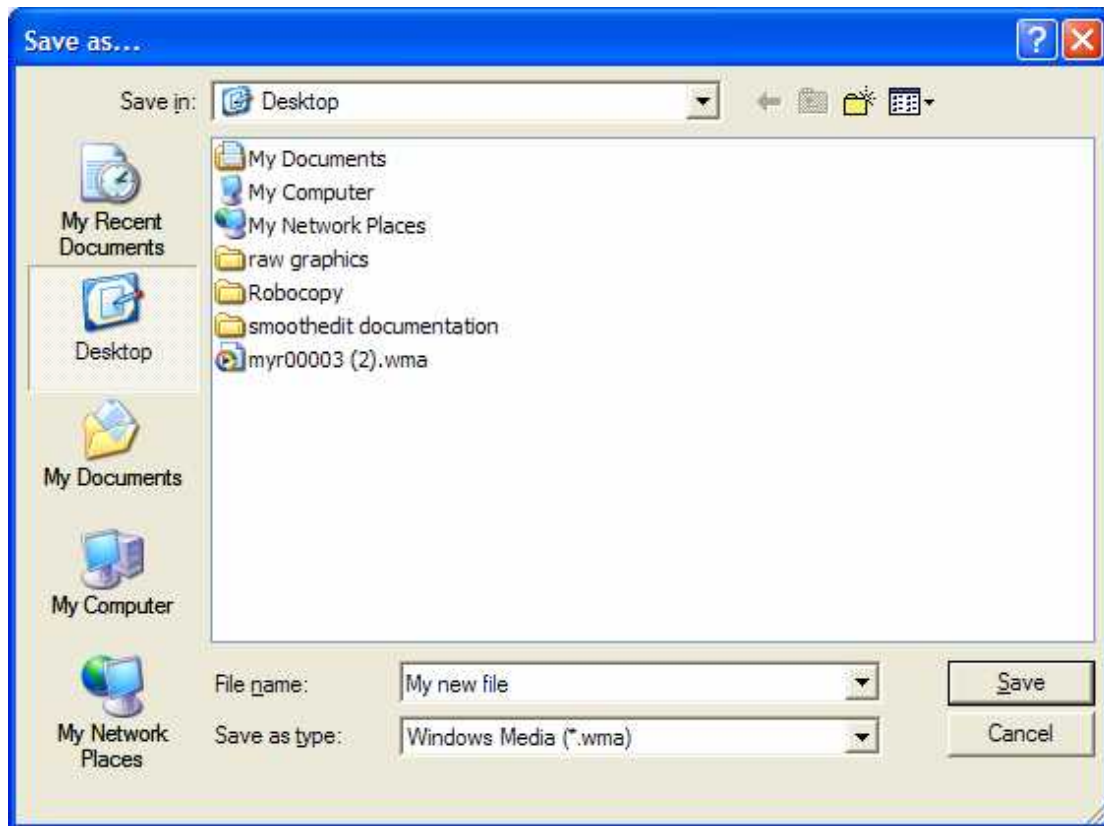 Save as...
Save in:
Desktop
My Recent
Documents
Desktop
My Documents
My Computer
My Network
Places
My Documents
My Computer
My Network Places
raw graphics
Robocopy
smoothedit documentation
myr00003 (2).wma
File name:
My new file
Save
Save as type:
Windows Media (*.wma)
Cancel